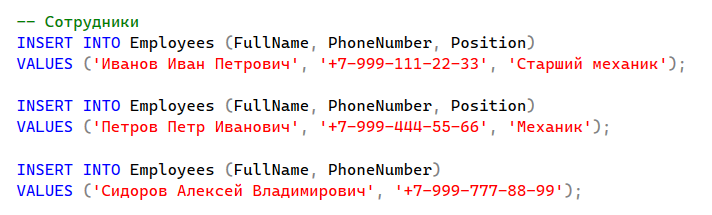 -- Сотрудники
INSERT INTO Employees (FullName, PhoneNumber, Position)
VALUES ('Иванов Иван Петрович', '+7-999-111-22-33', 'Старший механик');
INSERT INTO Employees (FullName, PhoneNumber, Position)
VALUES ('Петров Петр Иванович', '+7-999-444-55-66', 'Механик');
INSERT INTO Employees (FullName, PhoneNumber)
VALUES ('Сидоров Алексей Владимирович', '+7-999-777-88-99');